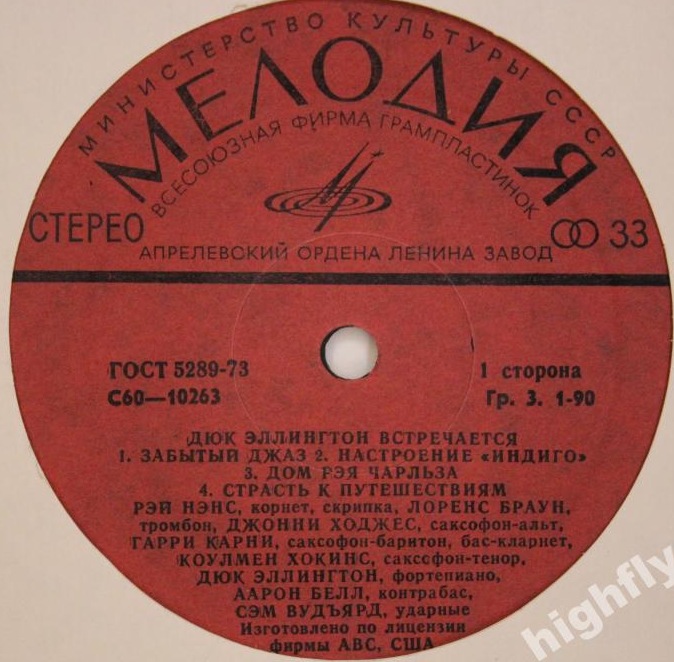 МИНИСТЕРСТВО КУЛЬТУРЫ СССР
МЕЛОДИЯ
ВСЕСОЮЗНАЯ ФИРМА ГРАМПЛАСТИНОК
СТЕРЕО
33
АПРЕЛЕВСКИЙ ОРДЕНА ЛЕНИНА ЗАВОД
ГОСТ 5289-73 1 сторона
С60—10263 Гр. 3. 1-90
ДЮК ЭЛЛИНГТОН ВСТРЕЧАЕТСЯ
1. ЗАБЫТЫЙ ДЖАЗ 2. НАСТРОЕНИЕ «ИНДИГО»
3. ДОМ РЭЯ ЧАРЛЬЗА
4. СТРАСТЬ К ПУТЕШЕСТВИЯМ
РЭЙ НЭНС, корнет, скрипка, ЛОРЕНС БРАУН,
тромбон, ДЖОННИ ХОДЖЕС, саксофон-альт,
ГАРРИ КАРНИ, саксофон-баритон, бас-кларнет,
КОУЛМЕН ХОКИНС, саксофон-тенор,
ДЮК ЭЛЛИНГТОН, фортепиано,
ААРОН БЕЛЛ, контрабас,
СЭМ ВУДЪЯРД, ударные
Изготовлено по лицензии
фирмы АВС, США
highfly